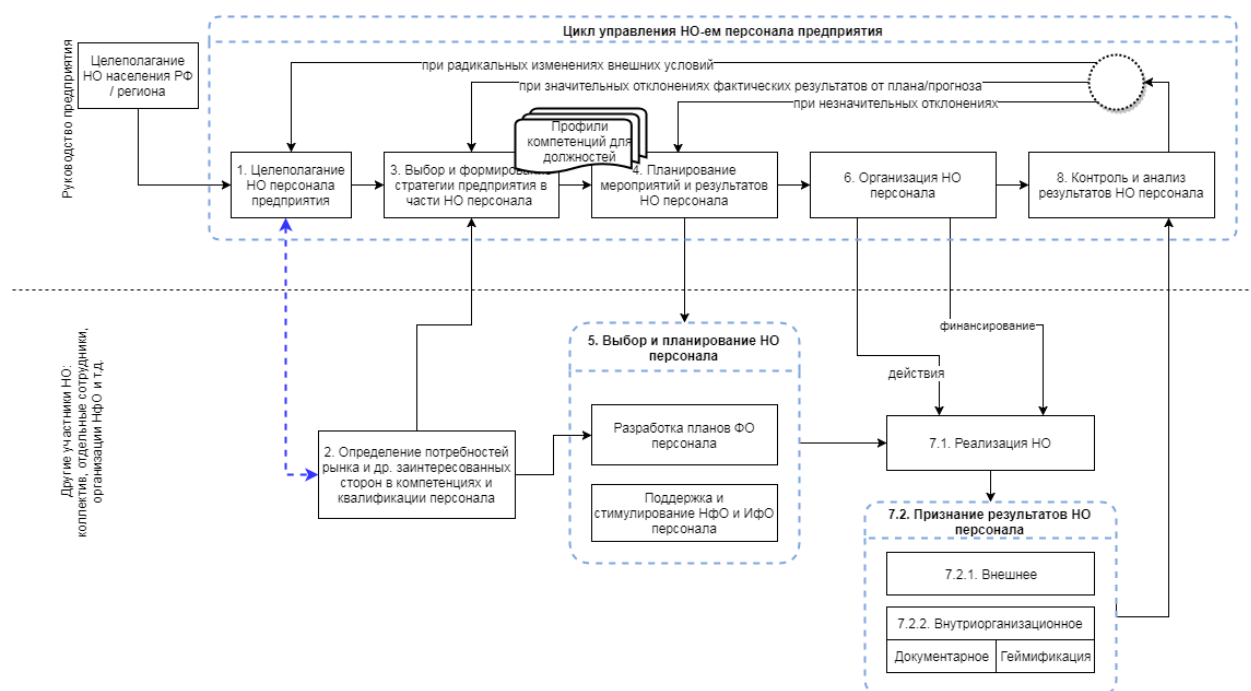 Цикл управления НО-ем персонала предприятия
Руководство предприятия
Целеполагание
НО населения РФ
/ региона
при радикальных изменениях внешних условий
при значительных отклонениях фактических результатов от плана/прогноза
при незначительных отклонениях
Профили
компетенций для
должностей
1. Целеполагание
НО персонала
предприятия
3. Выбор и формирование
стратегии предприятия в
части НО персонала
4. Планирование
мероприятий и результатов
НО персонала
6. Организация НО
персонала
8. Контроль и анализ
результатов НО персонала
Другие участники НО:
коллектив, отдельные сотрудники,
организации НфО и т.д.
2. Определение потребностей
рынка и др. заинтересованных
сторон в компетенциях и
квалификации персонала
5. Выбор и планирование НО
персонала
Разработка планов ФО
персонала
Поддержка и
стимулирование НфО и ИфО
персонала
финансирование
действия
7.1. Реализация НО
7.2. Признание результатов НО
персонала
7.2.1. Внешнее
7.2.2. Внутриорганизационное
Документарное
Геймификация